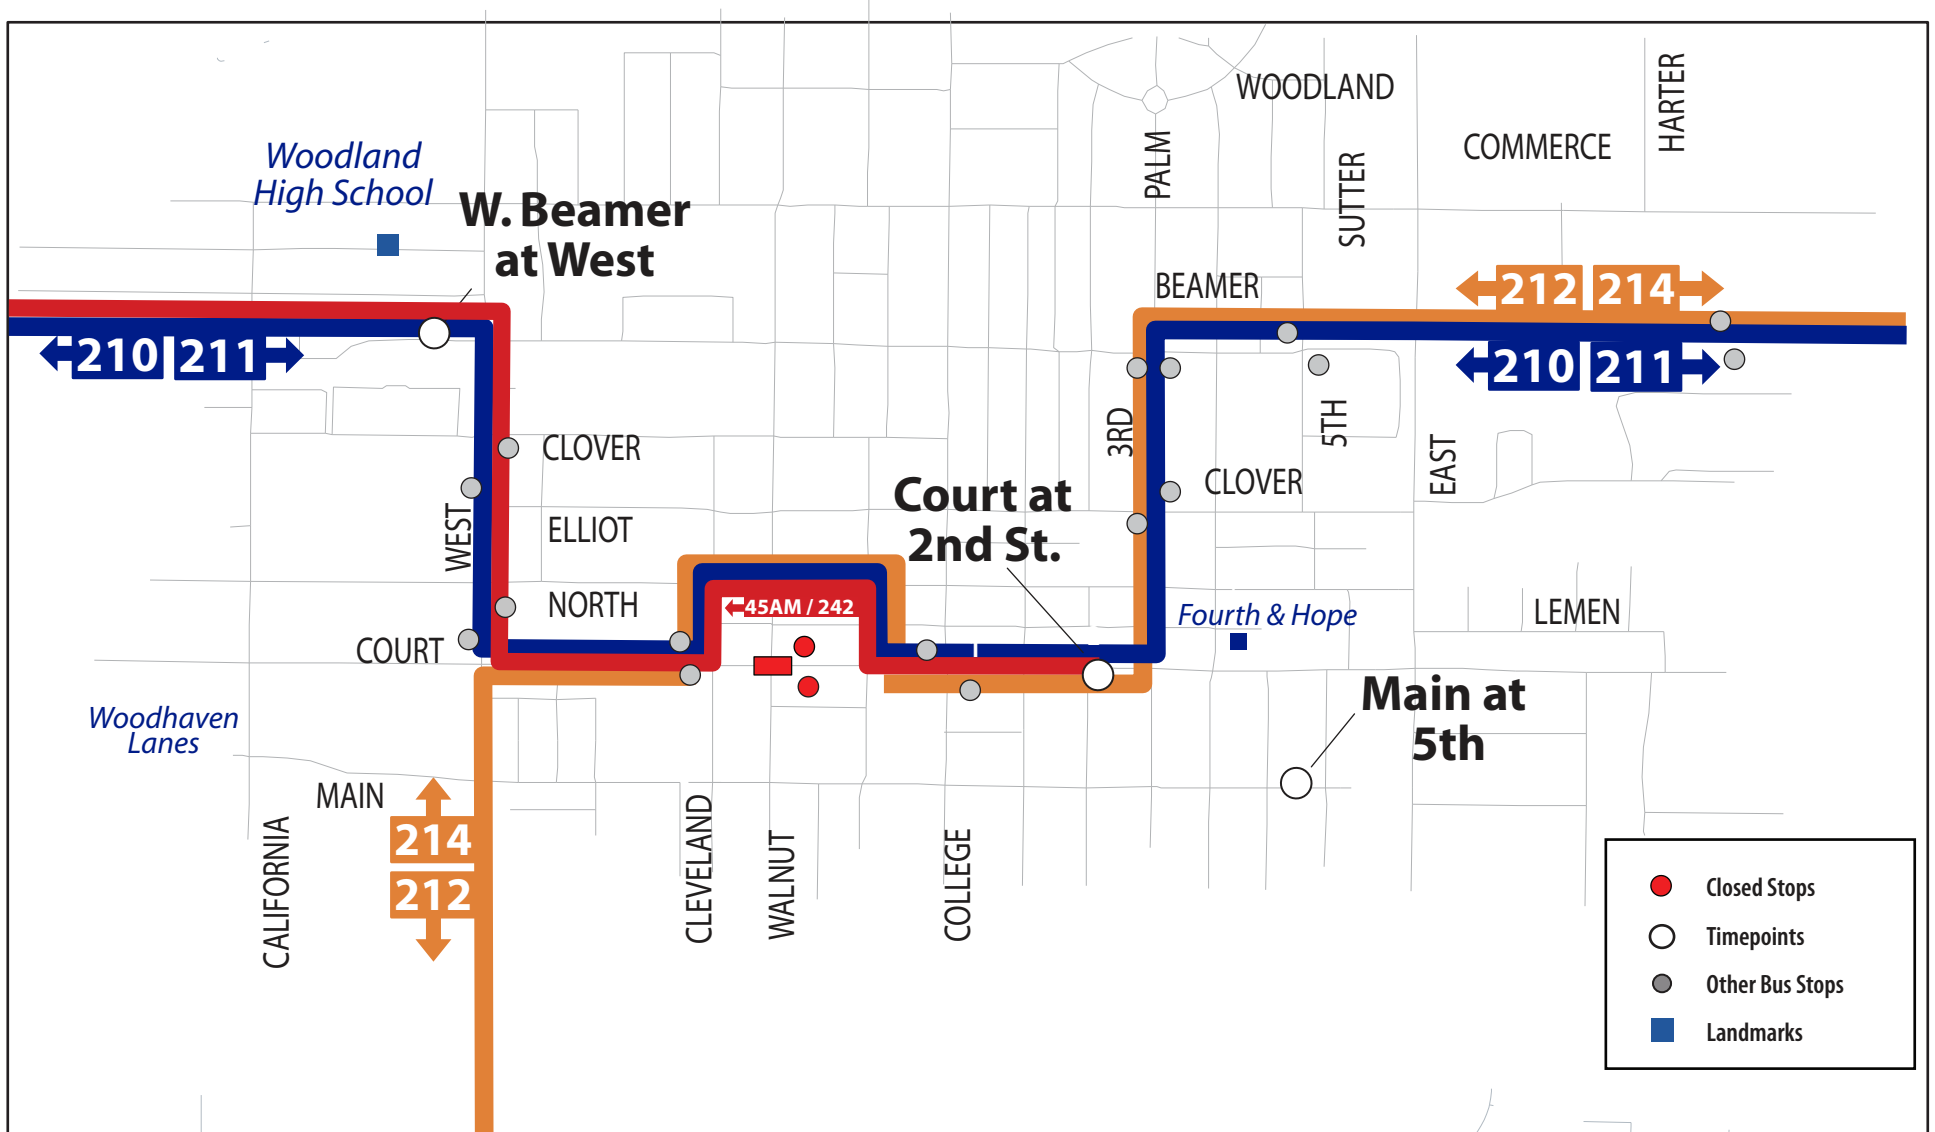 WOODLAND
HARTER
COMMERCE
Woodland
High School
PALM
SUTTER
W. Beamer
at West
BEAMER
212 214
210 211
210 211
3RD
5TH
CLOVER
EAST
Court at
2nd St.
CLOVER
WEST
ELLIOT
NORTH
45AM / 242
Fourth & Hope
LEMEN
COURT
Main at
5th
Woodhaven
Lanes
MAIN
214
212
CALIFORNIA
CLEVELAND
WALNUT
COLLEGE
Closed Stops
Timepoints
Other Bus Stops
Landmarks